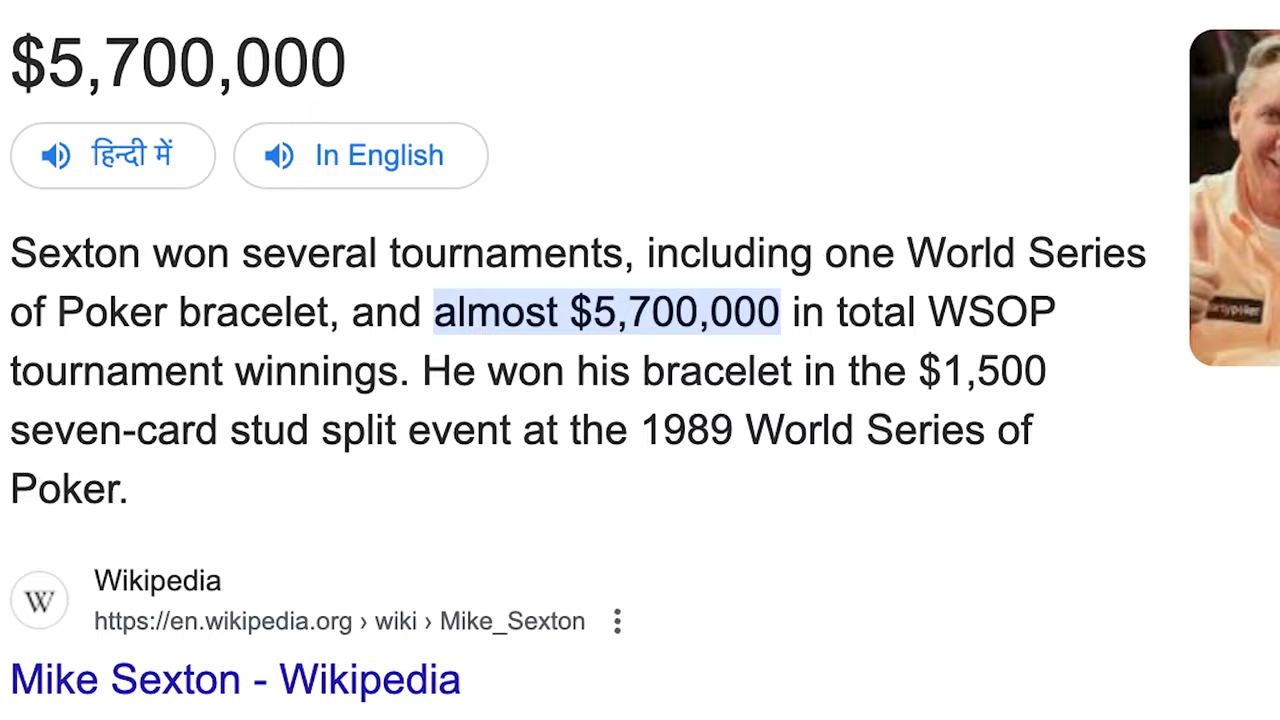 $5,700,000
हिन्दी में
In English
Sexton won several tournaments, including one World Series
of Poker bracelet, and almost $5,700,000 in total WSOP
tournament winnings. He won his bracelet in the $1,500
seven-card stud split event at the 1989 World Series of
Poker.
W
Wikipedia
https://en.wikipedia.org › wiki › Mike_Sexton
Mike Sexton - Wikipedia